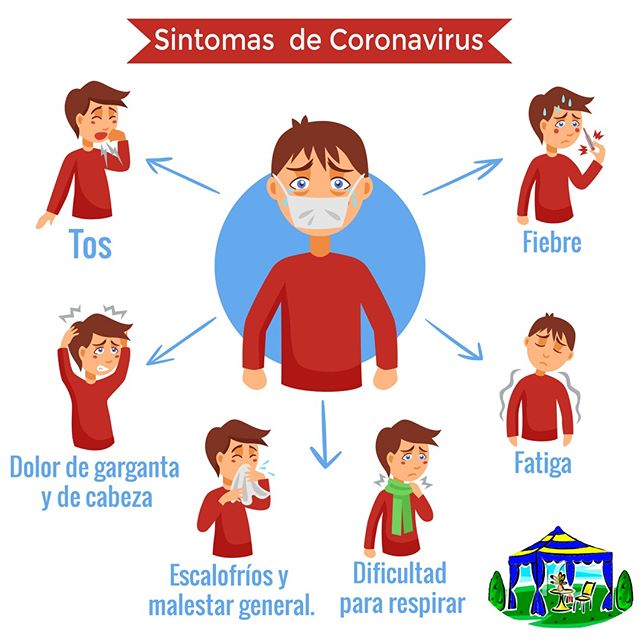 Sintomas de Coronavirus
Tos
Fiebre
Dolor de garganta
y de cabeza
Fatiga
Escalofríos y
malestar general.
Dificultad
para respirar